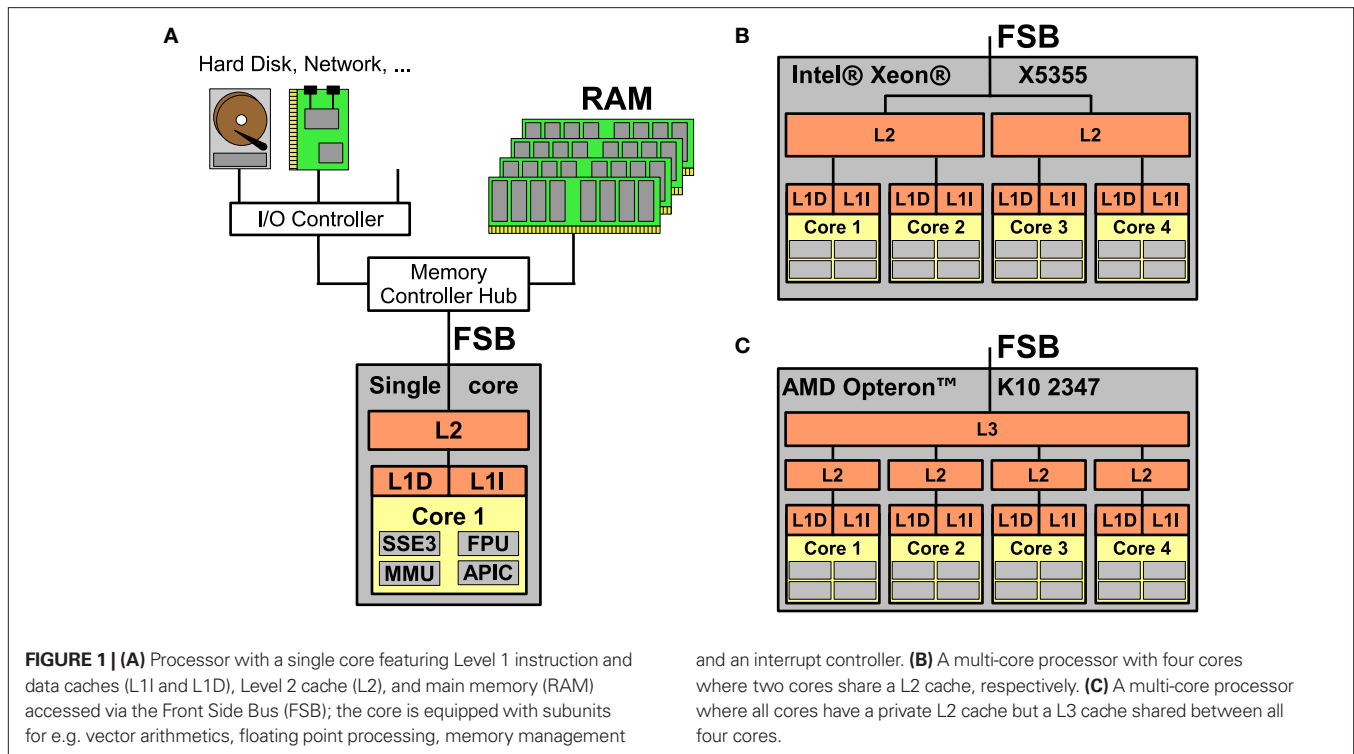 A
Hard Disk, Network, ...
RAM
I/O Controller
Memory
Controller Hub
FSB
Single core
L2
L1D L1I
Core 1
SSE3 FPU
MMU APIC
B
FSB
Intel® Xeon® X5355
L2 L2
L1D L1I L1D L1I L1D L1I L1D L1I
Core 1 Core 2 Core 3 Core 4
C
FSB
AMD Opteron™ K10 2347
L3
L2 L2 L2 L2
L1D L1I L1D L1I L1D L1I L1D L1I
Core 1 Core 2 Core 3 Core 4
FIGURE 1 | (A) Processor with a single core featuring Level 1 instruction and
data caches (L1I and L1D), Level 2 cache (L2), and main memory (RAM)
accessed via the Front Side Bus (FSB); the core is equipped with subunits
for e.g. vector arithmetics, floating point processing, memory management
and an interrupt controller. (B) A multi-core processor with four cores
where two cores share a L2 cache, respectively. (C) A multi-core processor
where all cores have a private L2 cache but a L3 cache shared between all
four cores.